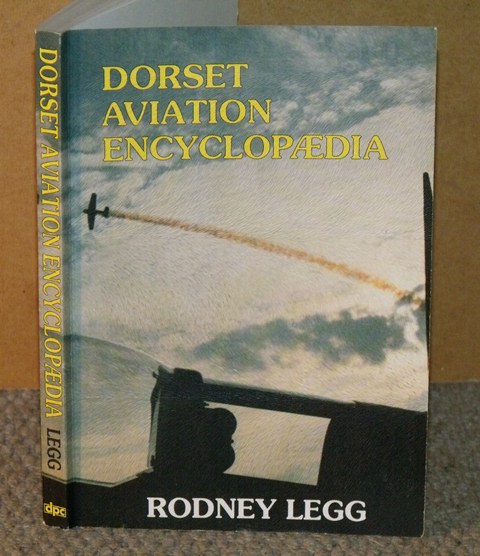 DORSET
AVIATION
ENCYCLOPÆDIA
RODNEY LEGG
DORSET AVIATION ENCYCLOPÆDIA LEGG
dpc